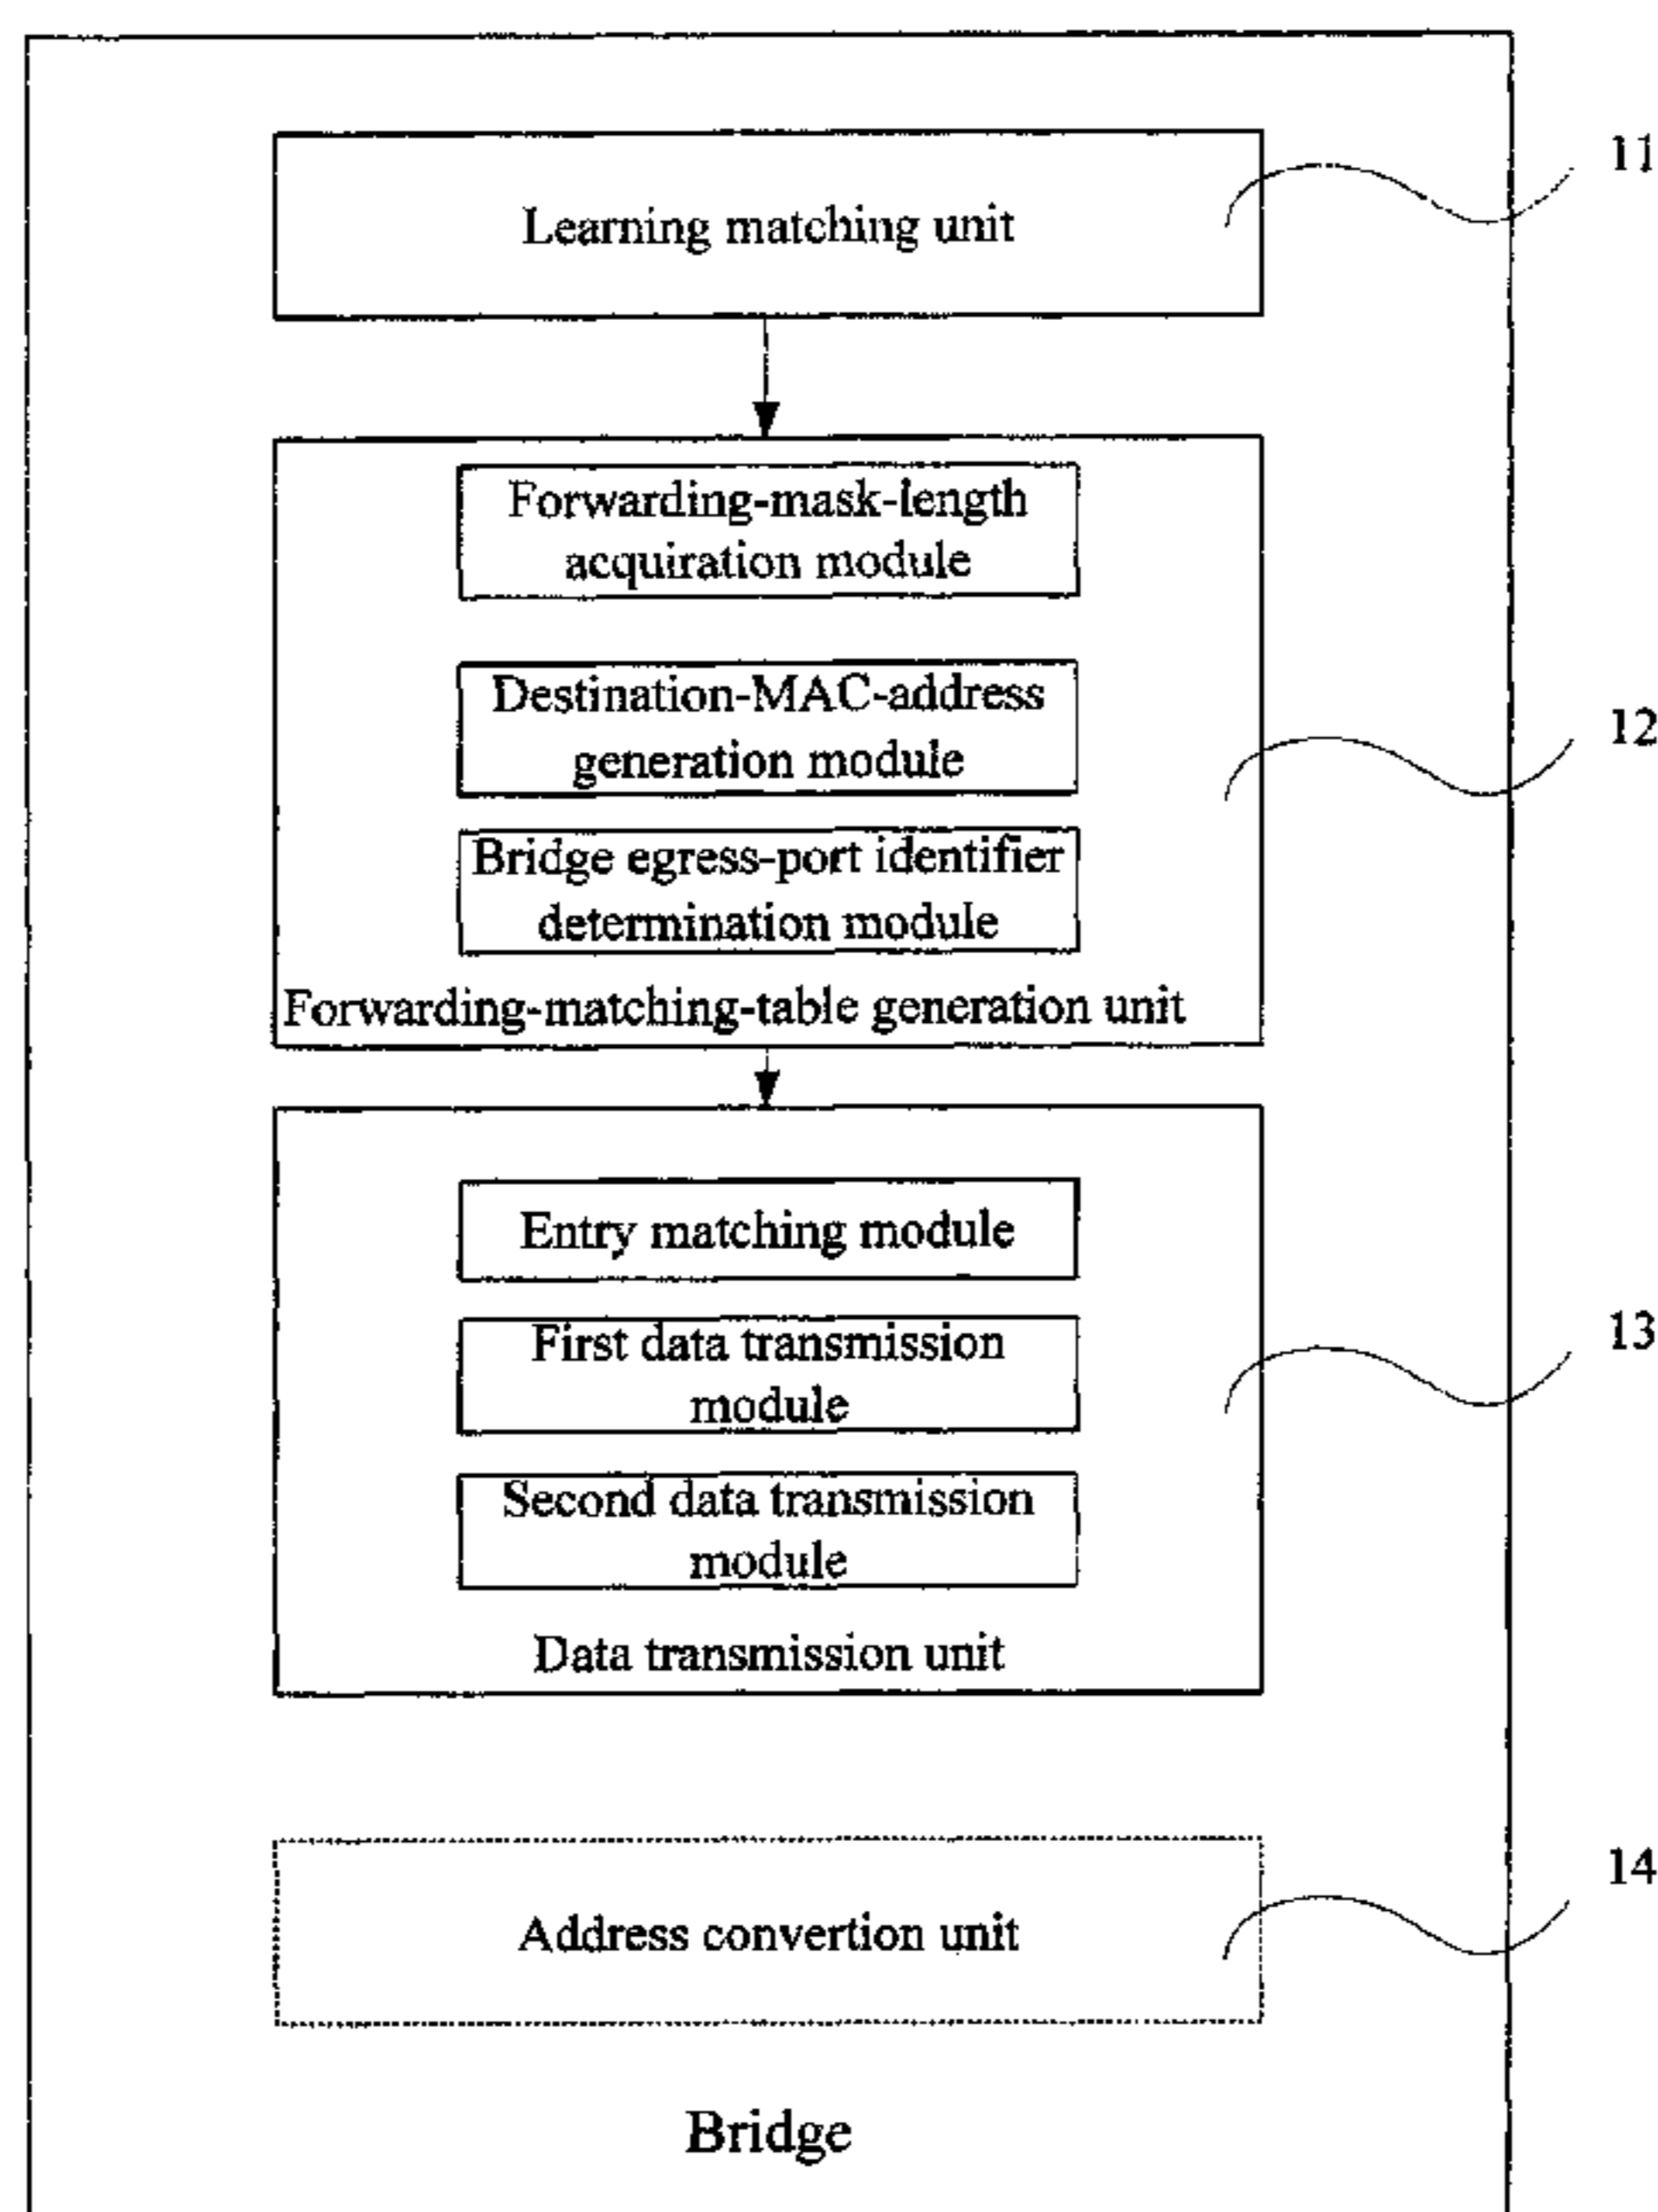 11
Learning matching unit
Forwarding-mask-length
acquiration module
Destination-MAC-address
generation module
12
Bridge egress-port identifier
determination module
Forwarding-matching-table generation unit
Entry matching module
First data transmission
module
13
Second data transmission
module
Data transmission unit
14
Address convertion unit
Bridge